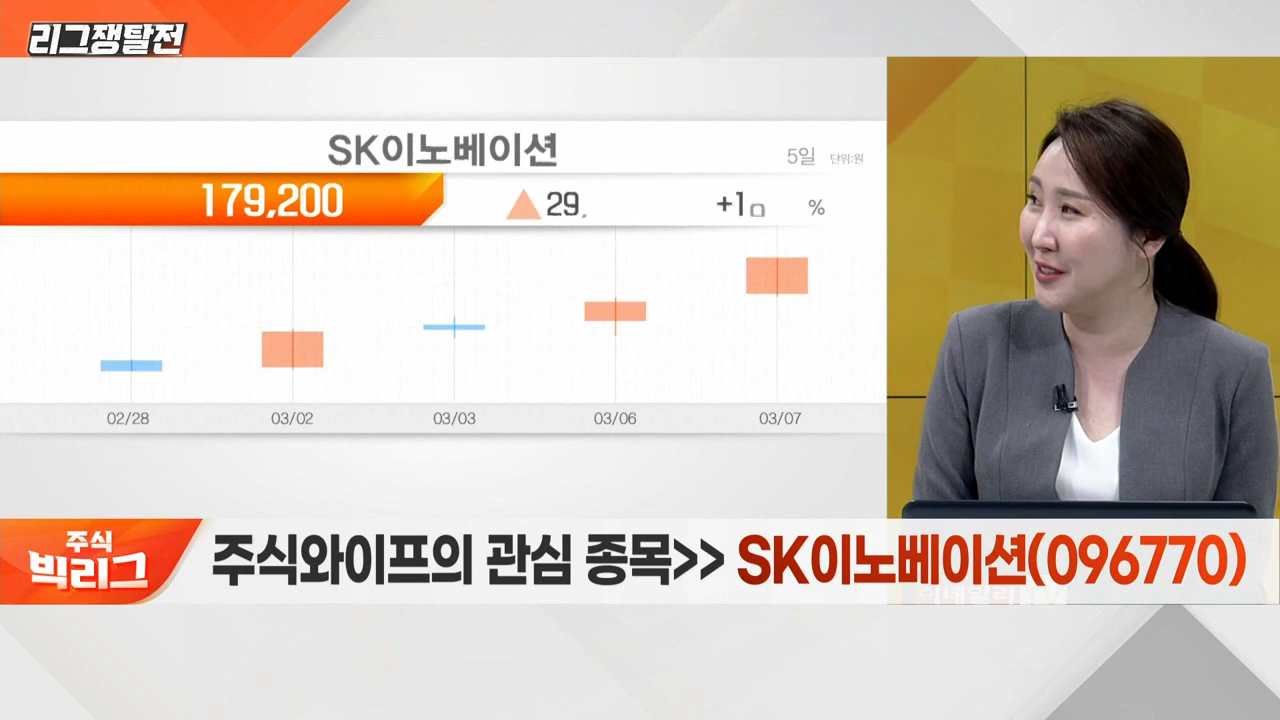 리그쟁탈전
SK이노베이션
5일 단위:원
179,200 ▲ 29, +1 %
02/28 03/02 03/03 03/06 03/07
주식
빅리그
주식와이프의 관심 종목>> SK이노베이션(096770)